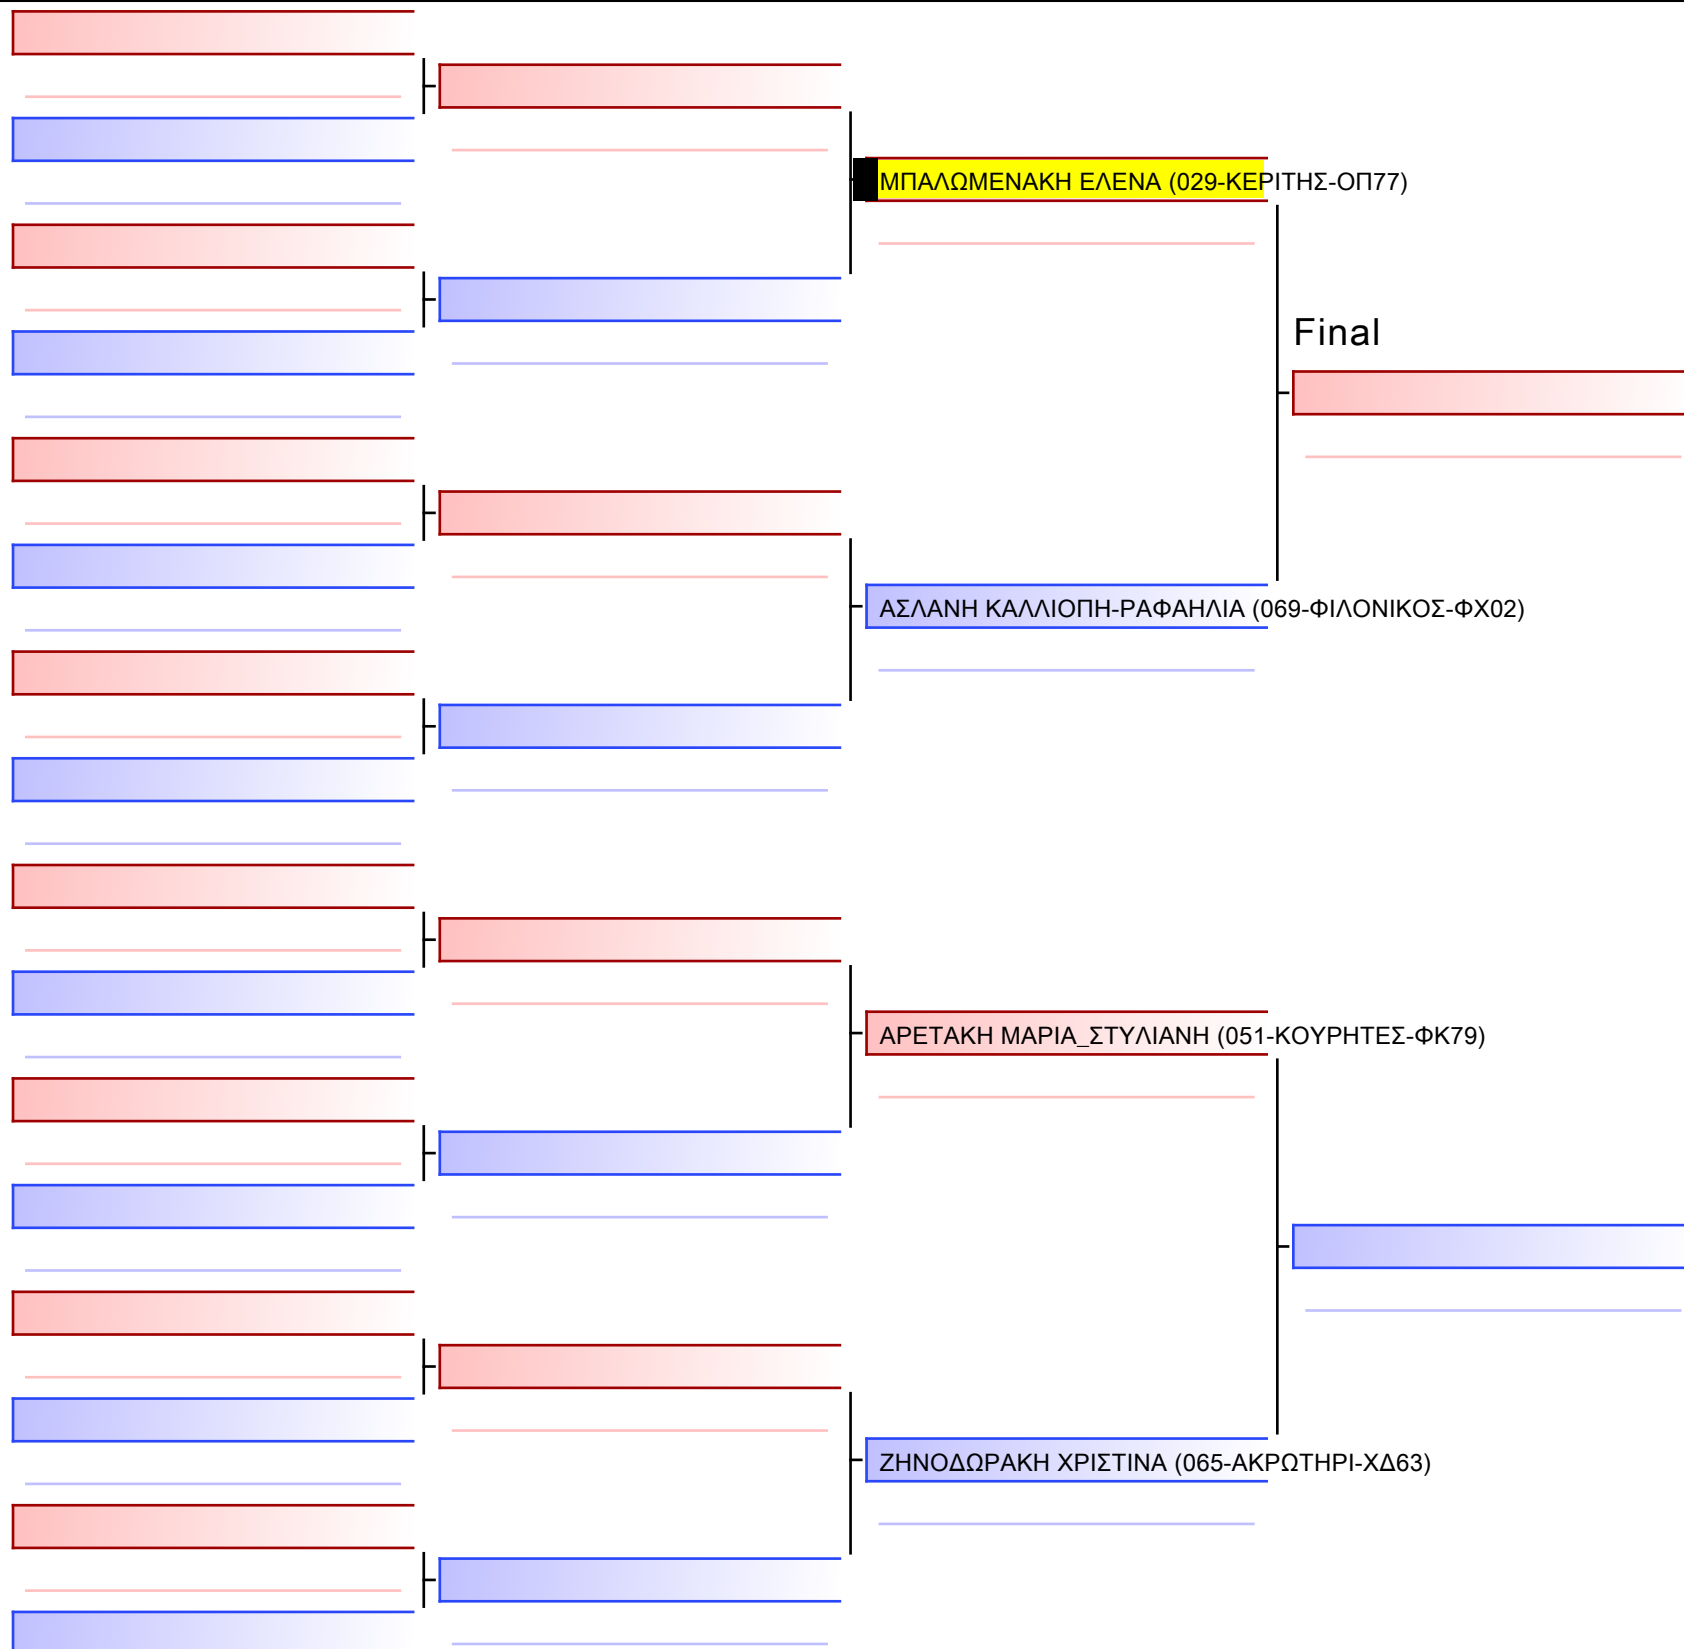 ΜΠΑΛΩΜΕΝΑΚΗ ΕΛΕΝΑ (029-ΚΕΡΙΤΗΣ-ΟΠ77)
Final
ΑΣΛΑΝΗ ΚΑΛΛΙΟΠΗ-ΡΑΦΑΗΛΙΑ (069-ΦΙΛΟΝΙΚΟΣ-ΦΧ02)
ΑΡΕΤΑΚΗ ΜΑΡΙΑ_ΣΤΥΛΙΑΝΗ (051-ΚΟΥΡΗΤΕΣ-ΦΚ79)
ΖΗΝΟΔΩΡΑΚΗ ΧΡΙΣΤΙΝΑ (065-ΑΚΡΩΤΗΡΙ-ΧΔ63)